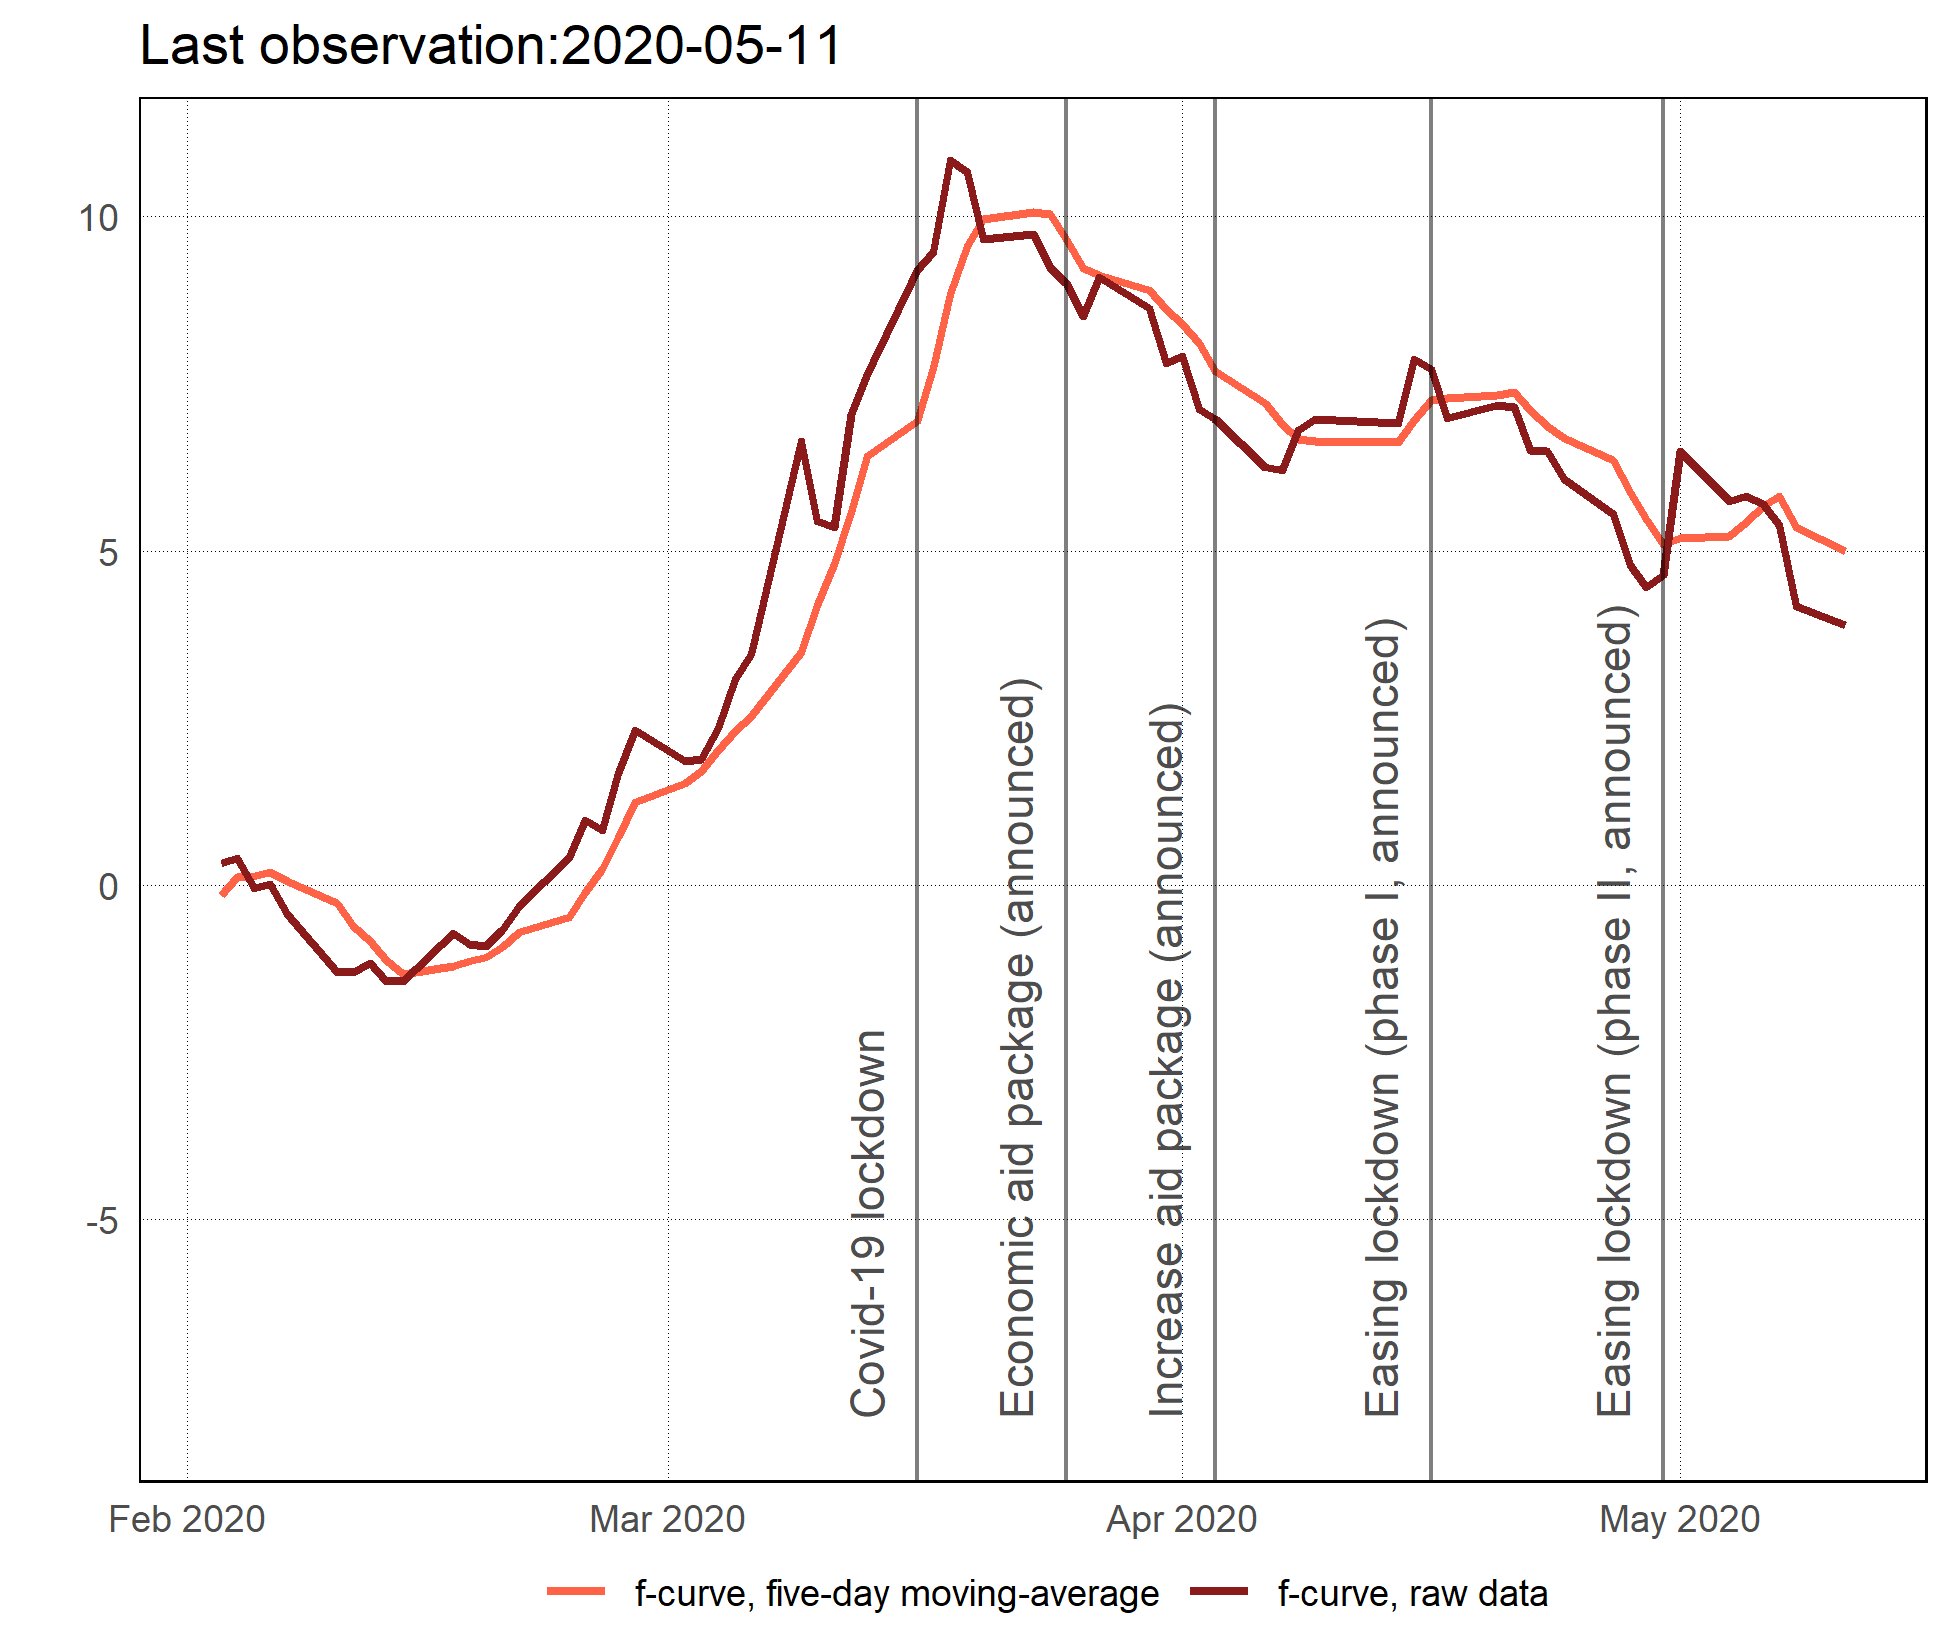 Last observation:2020-05-11
10
5
0
-5
Covid-19 lockdown
Economic aid package (announced)
Increase aid package (announced)
Easing lockdown (phase I, announced)
Easing lockdown (phase II, announced)
Feb 2020
Mar 2020
Apr 2020
May 2020
f-curve, five-day moving-average
f-curve, raw data